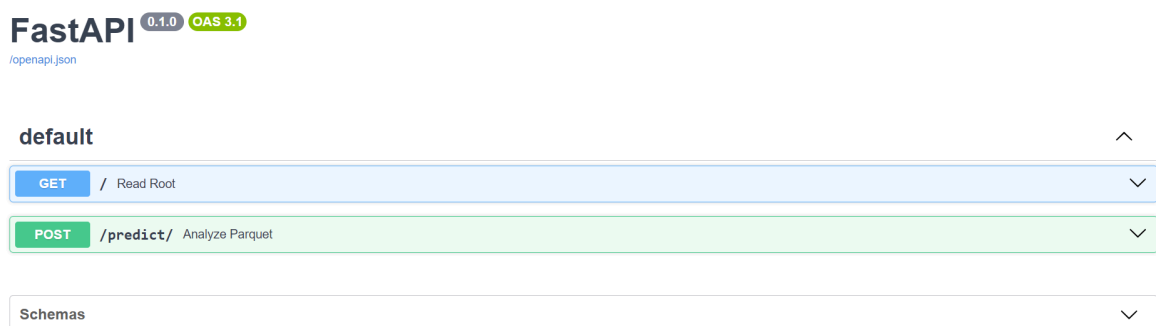 FastAPI 0.1.0 OAS 3.1
/openapi.json
default
GET / Read Root
POST /predict/ Analyze Parquet
Schemas